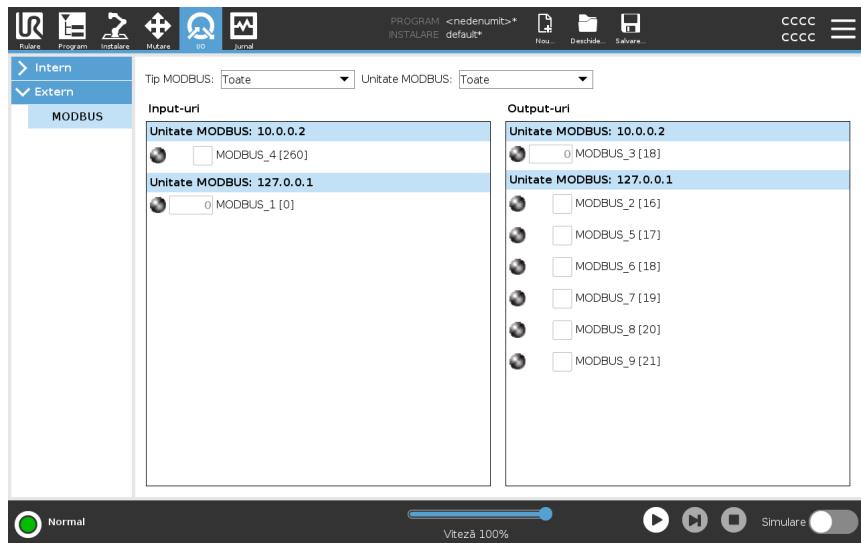 UR
Rulare Program Instalare Mutare I/O Jurnal
PROGRAM <nedenumit>*
INSTALARE default*
Nou... Deschide... Salvare...
CCCC
CCCC
Intern
Extern
MODBUS
Tip MODBUS: Toate Unitate MODBUS: Toate
Input-uri
Unitate MODBUS: 10.0.0.2
MODBUS_4 [260]
Unitate MODBUS: 127.0.0.1
0 MODBUS_1 [0]
Output-uri
Unitate MODBUS: 10.0.0.2
0 MODBUS_3 [18]
Unitate MODBUS: 127.0.0.1
MODBUS_2 [16]
MODBUS_5 [17]
MODBUS_6 [18]
MODBUS_7 [19]
MODBUS_8 [20]
MODBUS_9 [21]
Normal
Viteză 100%
Simulare